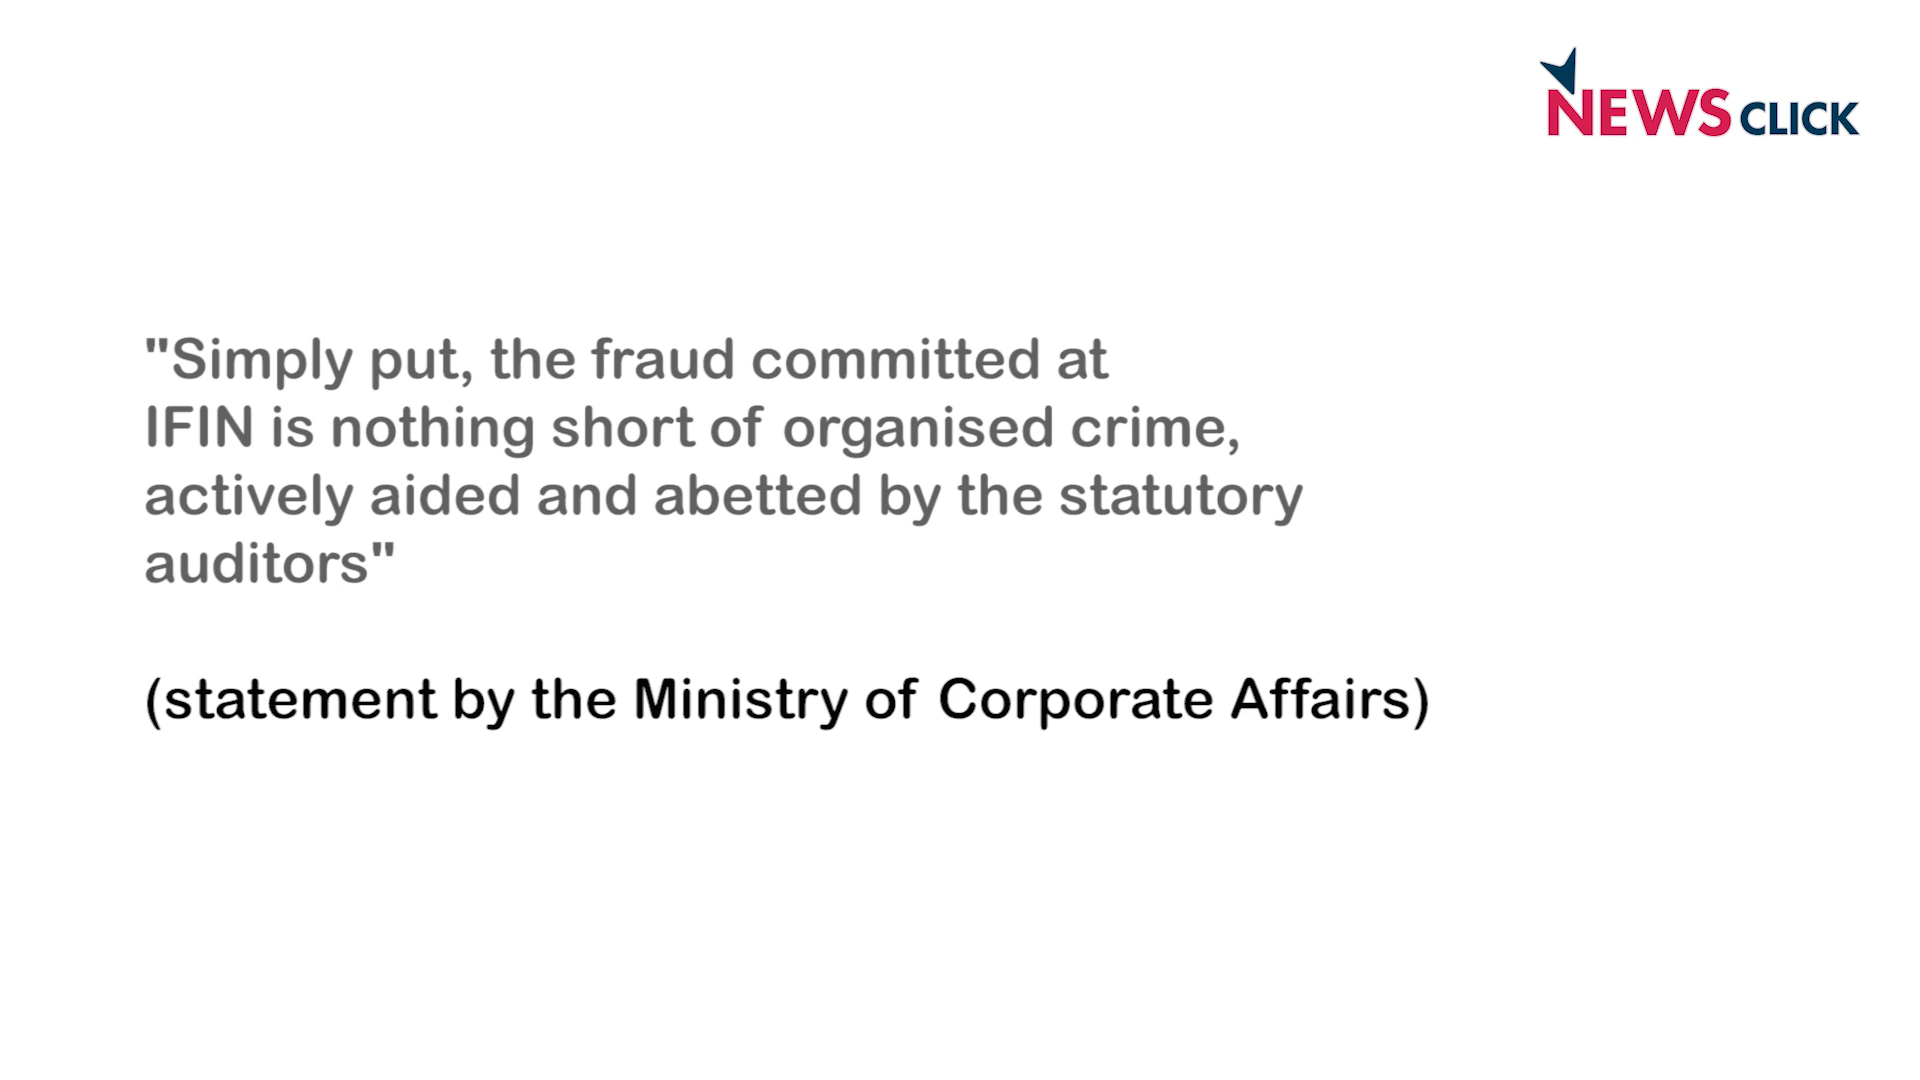 NEWS CLICK
"Simply put, the fraud committed at
IFIN is nothing short of organised crime,
actively aided and abetted by the statutory
auditors"
(statement by the Ministry of Corporate Affairs)